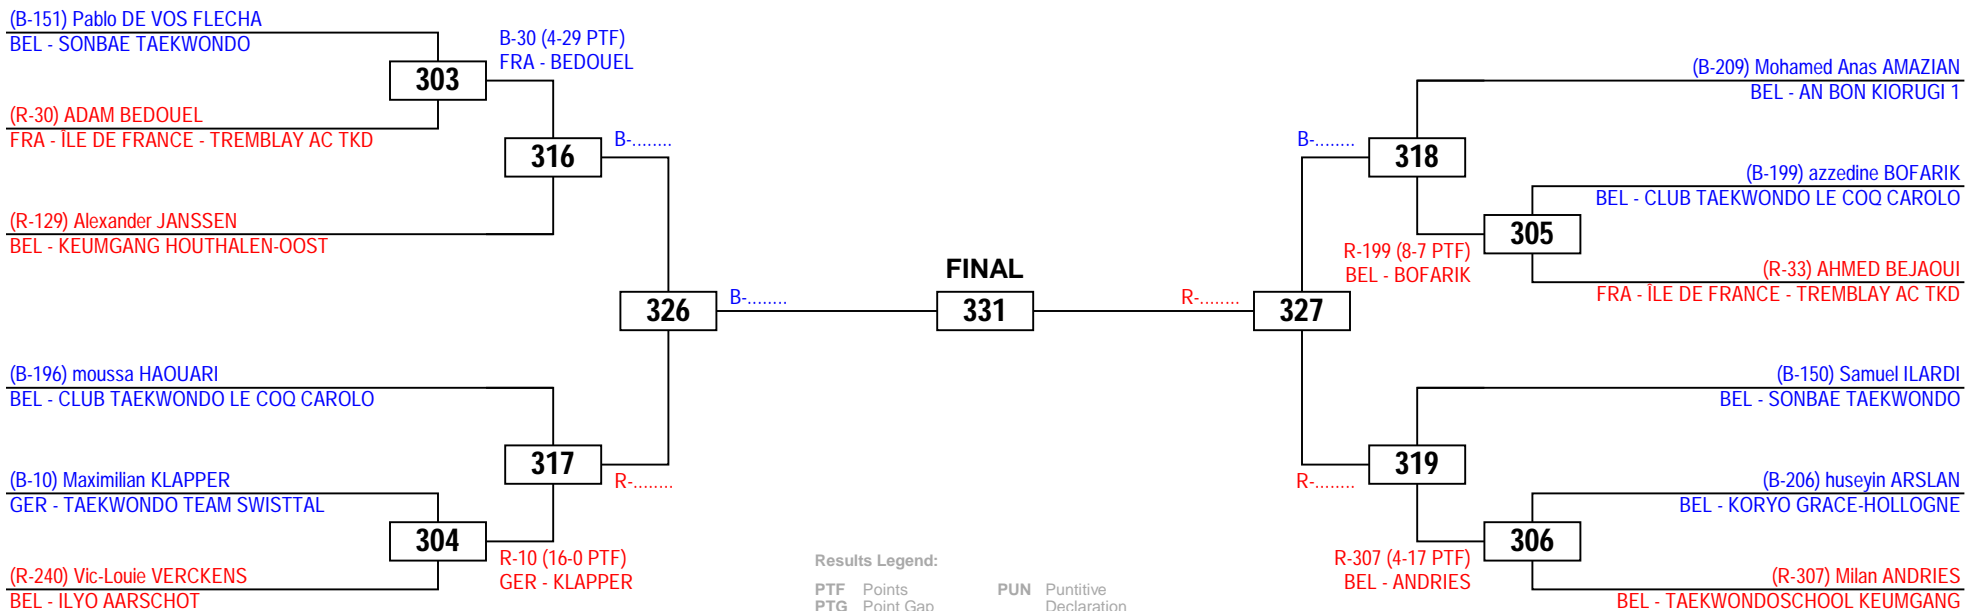 (B-151) Pablo DE VOS FLECHA
BEL - SONBAE TAEKWONDO
303
(R-30) ADAM BEDOUEL
FRA - ÎLE DE FRANCE - TREMBLAY AC TKD
B-30 (4-29 PTF)
FRA - BEDOUEL
316
B-........
(R-129) Alexander JANSSEN
BEL - KEUMGANG HOUTHALEN-OOST
326
B-........
(B-196) moussa HAOUARI
BEL - CLUB TAEKWONDO LE COQ CAROLO
317
R-........
(B-10) Maximilian KLAPPER
GER - TAEKWONDO TEAM SWISTTAL
304
R-10 (16-0 PTF)
GER - KLAPPER
(R-240) Vic-Louie VERCKENS
BEL - ILYO AARSCHOT
FINAL
331
(B-209) Mohamed Anas AMAZIAN
BEL - AN BON KIORUGI 1
B-........
318
(B-199) azzedine BOFARIK
BEL - CLUB TAEKWONDO LE COQ CAROLO
305
R-199 (8-7 PTF)
BEL - BOFARIK
(R-33) AHMED BEJAOUI
FRA - ÎLE DE FRANCE - TREMBLAY AC TKD
R-........
327
(B-150) Samuel ILARDI
BEL - SONBAE TAEKWONDO
319
R-........
(B-206) huseyin ARSLAN
BEL - KORYO GRACE-HOLLOGNE
306
R-307 (4-17 PTF)
BEL - ANDRIES
(R-307) Milan ANDRIES
BEL - TAEKWONDOSCHOOL KEUMGANG
Results Legend:
PTF Points
PTG Point Gap
PUN Puntitive
Declaration